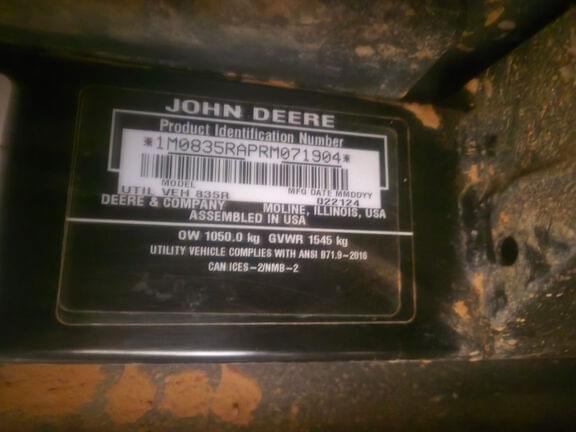 JOHN DEERE
Product Identification Number
*1M0835RAPRM071904*
MODEL
UTIL VEH 835R
MFG DATE MMDDYY
022124
DEERE & COMPANY MOLINE, ILLINOIS, USA
ASSEMBLED IN USA
OW 1050.0 kg GVWR 1545 kg
UTILITY VEHICLE COMPLIES WITH ANSI B71.9-2016
CAN ICES-2/NMB-2